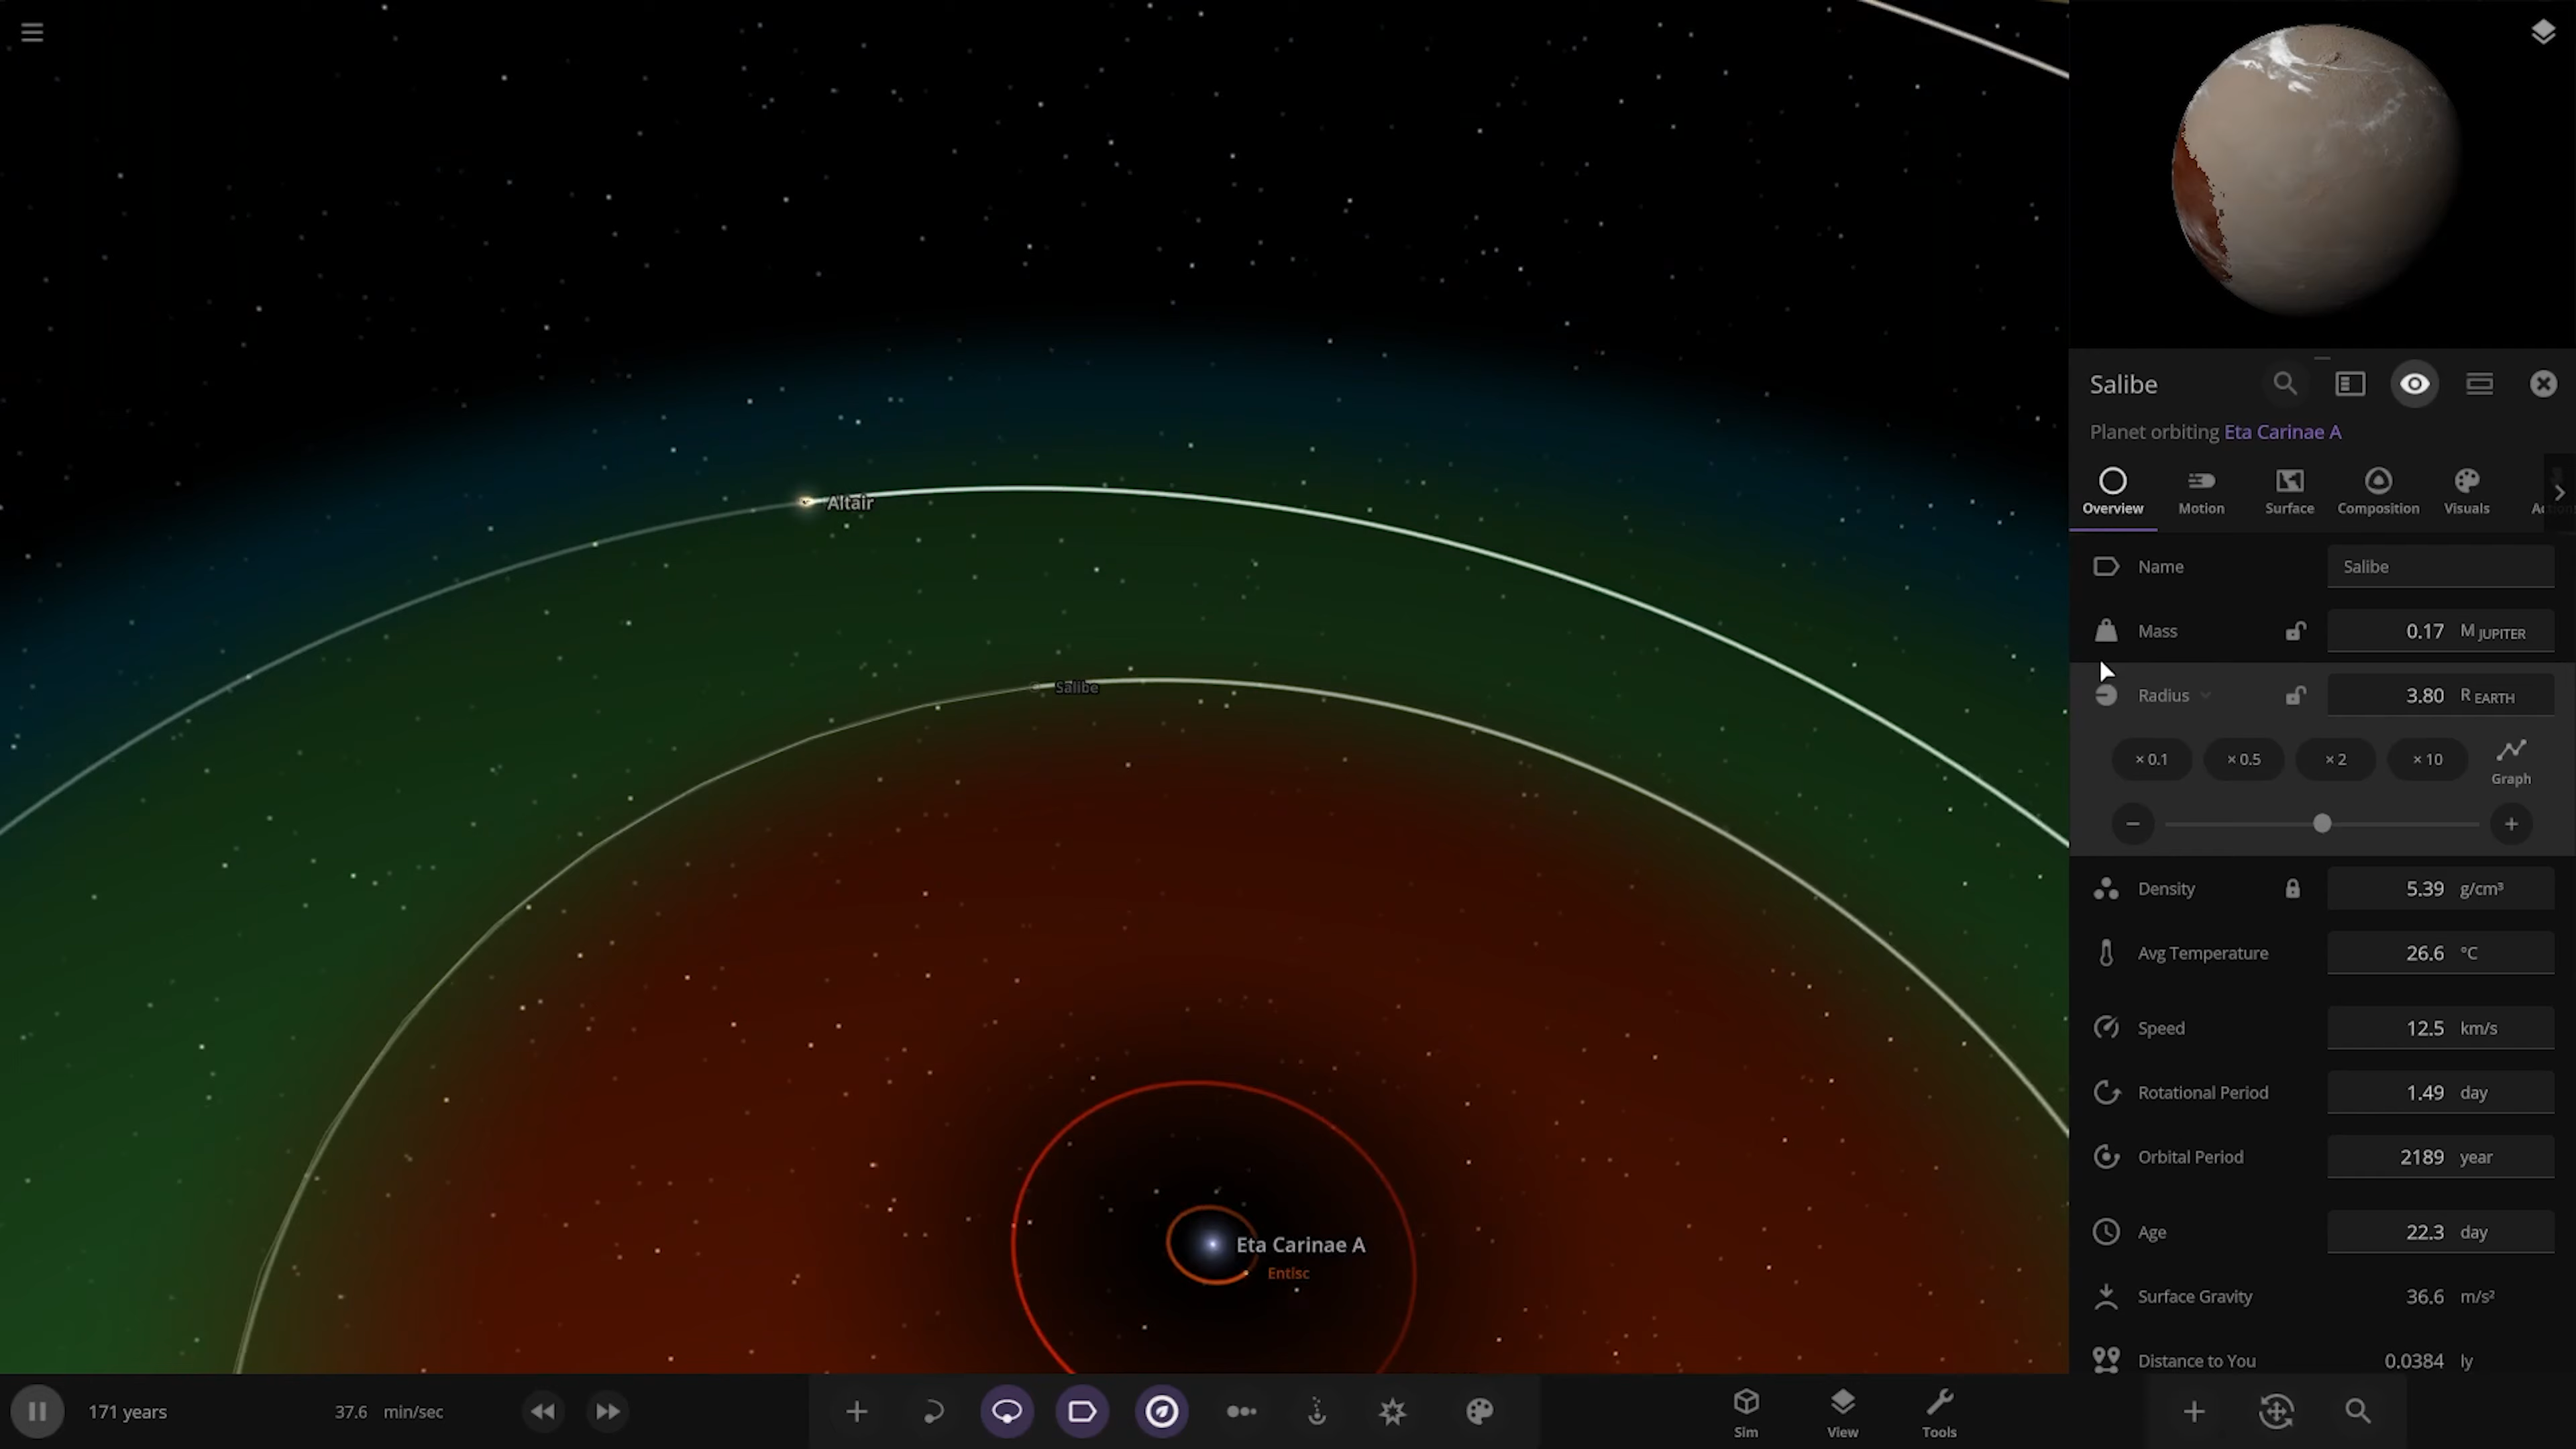 Altair
Salibe
Eta Carinae A
Entisc
Salibe
Planet orbiting Eta Carinae A
Overview Motion Surface Composition Visuals
Name Salibe
Mass 0.17 M JUPITER
Radius 3.80 R EARTH
× 0.1 × 0.5 × 2 × 10 Graph
Density 5.39 g/cm³
Avg Temperature 26.6 °C
Speed 12.5 km/s
Rotational Period 1.49 day
Orbital Period 2189 year
Age 22.3 day
Surface Gravity 36.6 m/s²
Distance to You 0.0384 ly
171 years 37.6 min/sec Sim View Tools